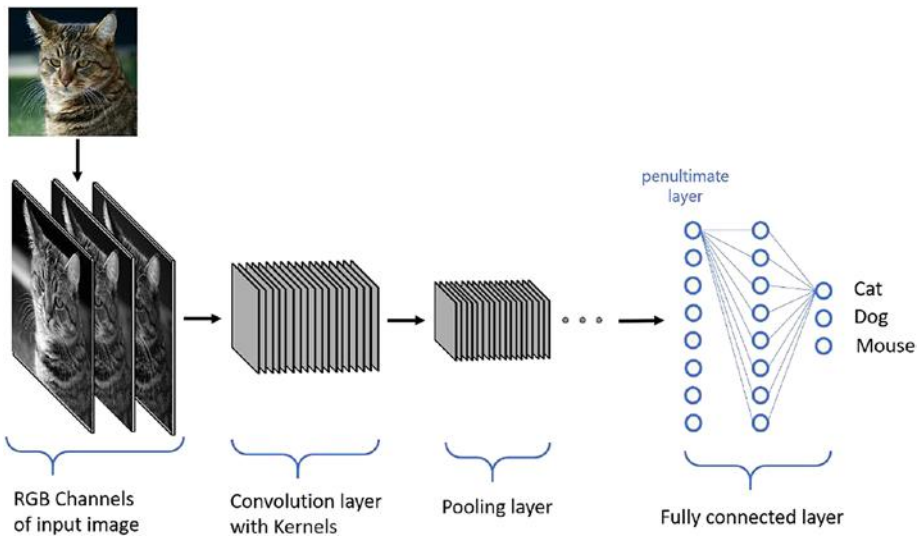 penultimate
layer
Cat
Dog
Mouse
RGB Channels
of input image
Convolution layer
with Kernels
Pooling layer
Fully connected layer